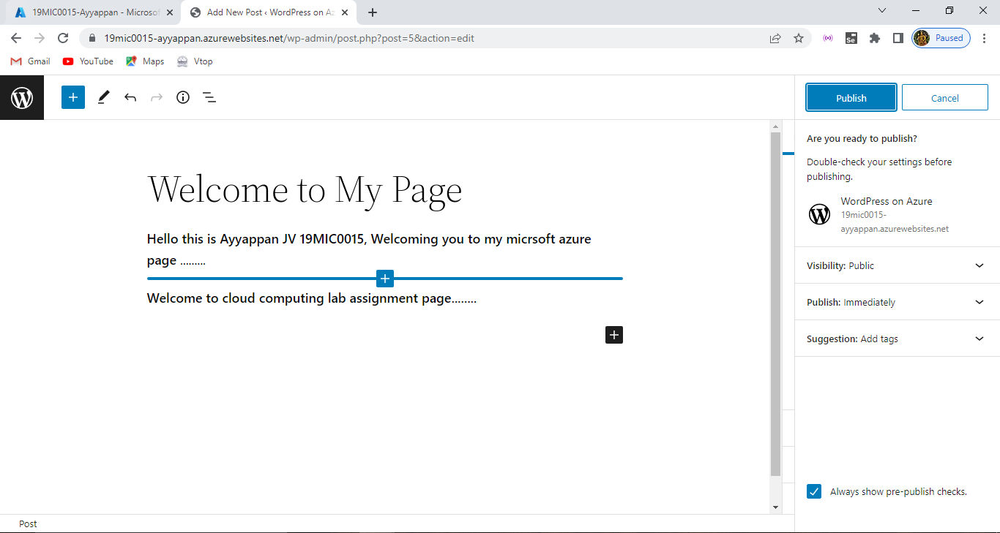 19MIC0015-Ayyappan - Microsof
Add New Post ‹ WordPress on Az
19mic0015-ayyappan.azurewebsites.net/wp-admin/post.php?post=5&action=edit
Se
Paused
Gmail
YouTube
Maps
Vtop
Publish
Cancel
Are you ready to publish?
Double-check your settings before
publishing.
WordPress on Azure
19mic0015-
ayyappan.azurewebsites.net
Visibility: Public
Publish: Immediately
Suggestion: Add tags
Always show pre-publish checks.
Welcome to My Page
Hello this is Ayyappan JV 19MIC0015, Welcoming you to my micrsoft azure
page .........
Welcome to cloud computing lab assignment page........
Post